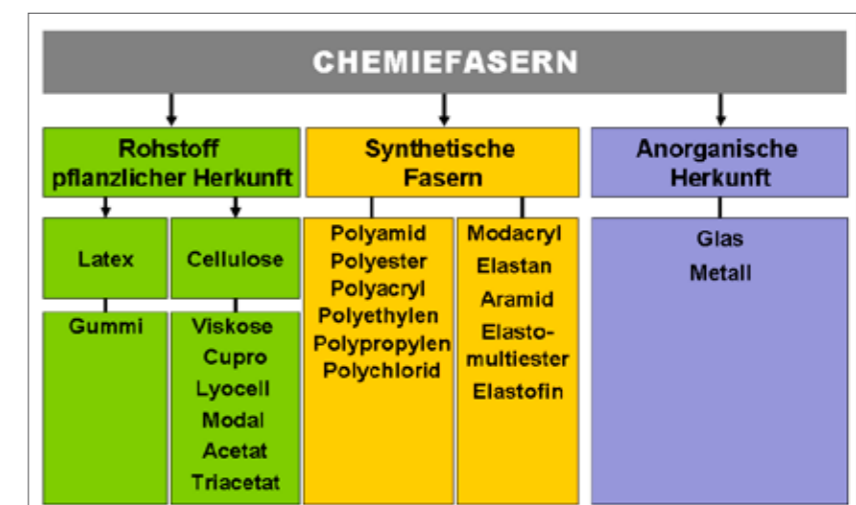 CHEMIEFASERN
Rohstoff
pflanzlicher Herkunft
Synthetische
Fasern
Anorganische
Herkunft
Latex
Cellulose
Gummi
Viskose
Cupro
Lyocell
Modal
Acetat
Triacetat
Polyamid
Polyester
Polyacryl
Polyethylen
Polypropylen
Polychlorid
Modacryl
Elastan
Aramid
Elasto-
multiester
Elastofin
Glas
Metall